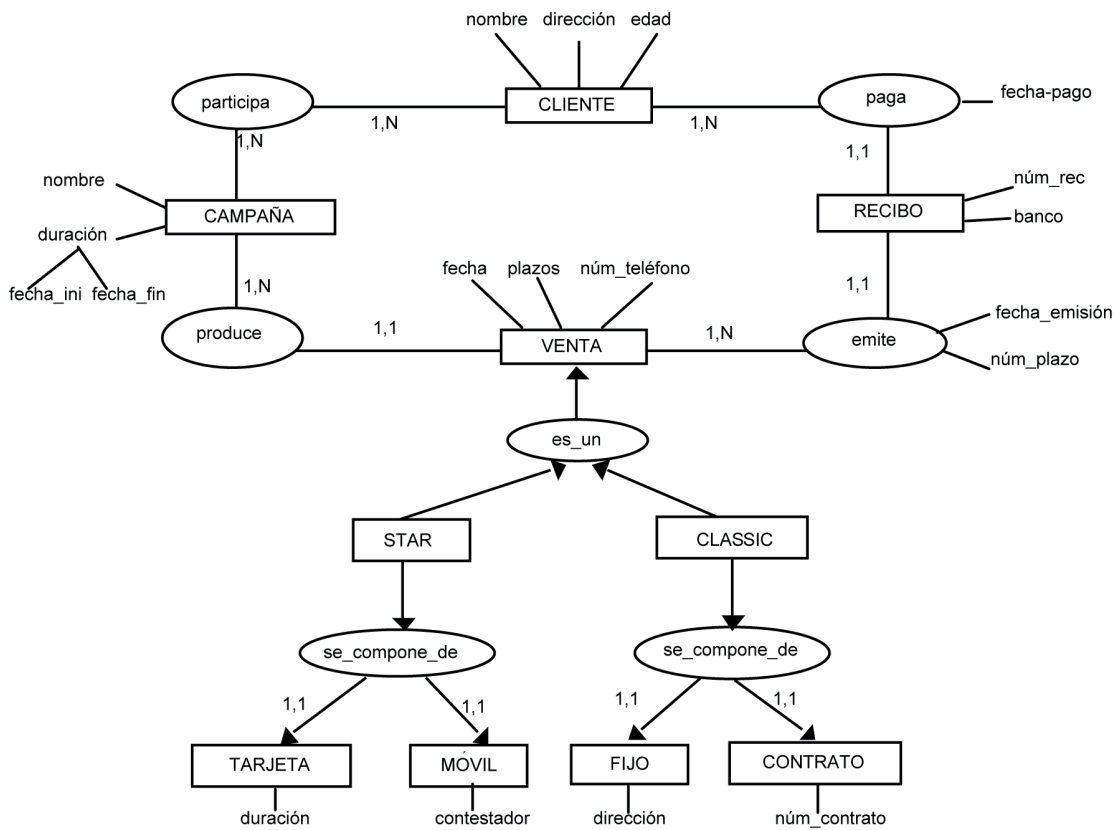 nombre dirección edad
participa
CLIENTE
paga
fecha-pago
1,N
1,N
1,N
1,1
nombre
CAMPAÑA
núm_rec
RECIBO
banco
duración
fecha_ini fecha_fin
fecha plazos núm_teléfono
1,N
1,1
produce
1,1
VENTA
1,N
emite
fecha_emisión
núm_plazo
es_un
STAR
CLASSIC
se_compone_de
se_compone_de
1,1
1,1
1,1
1,1
TARJETA
MÓVIL
FIJO
CONTRATO
duración
contestador
dirección
núm_contrato